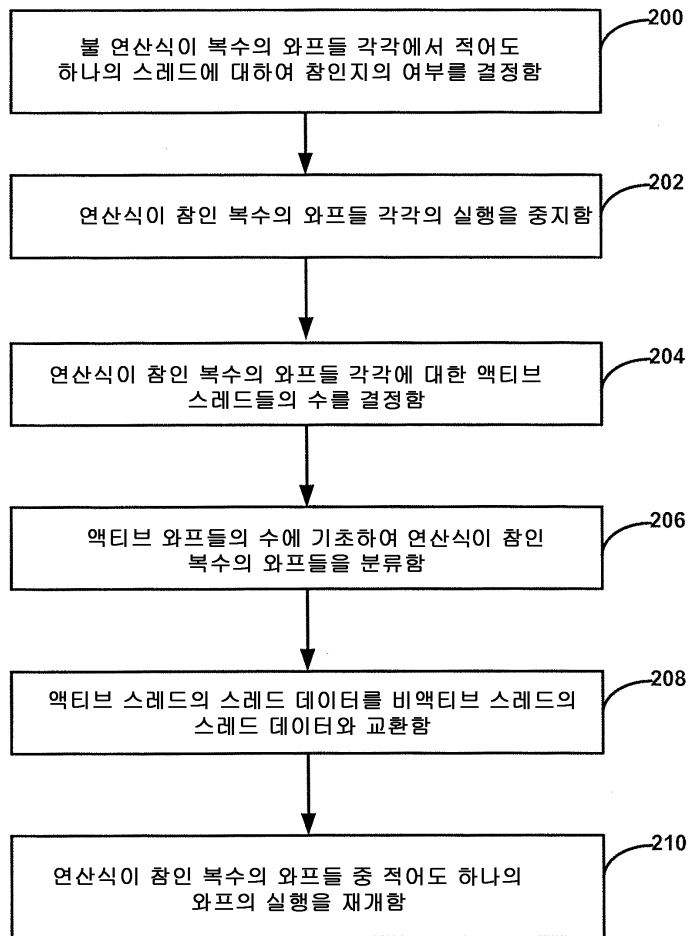 200
불 연산식이 복수의 와프들 각각에서 적어도
하나의 스레드에 대하여 참인지의 여부를 결정함
202
연산식이 참인 복수의 와프들 각각의 실행을 중지함
204
연산식이 참인 복수의 와프들 각각에 대한 액티브
스레드들의 수를 결정함
206
액티브 와프들의 수에 기초하여 연산식이 참인
복수의 와프들을 분류함
208
액티브 스레드의 스레드 데이터를 비액티브 스레드의
스레드 데이터와 교환함
210
연산식이 참인 복수의 와프들 중 적어도 하나의
와프의 실행을 재개함